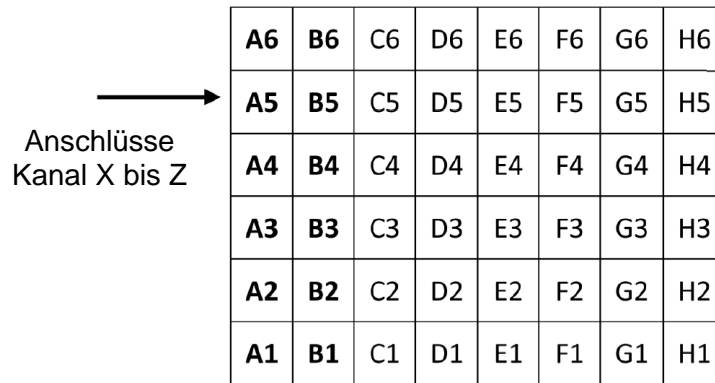 A6 B6 C6 D6 E6 F6 G6 H6
A5 B5 C5 D5 E5 F5 G5 H5
Anschlüsse
Kanal X bis Z
A4 B4 C4 D4 E4 F4 G4 H4
A3 B3 C3 D3 E3 F3 G3 H3
A2 B2 C2 D2 E2 F2 G2 H2
A1 B1 C1 D1 E1 F1 G1 H1